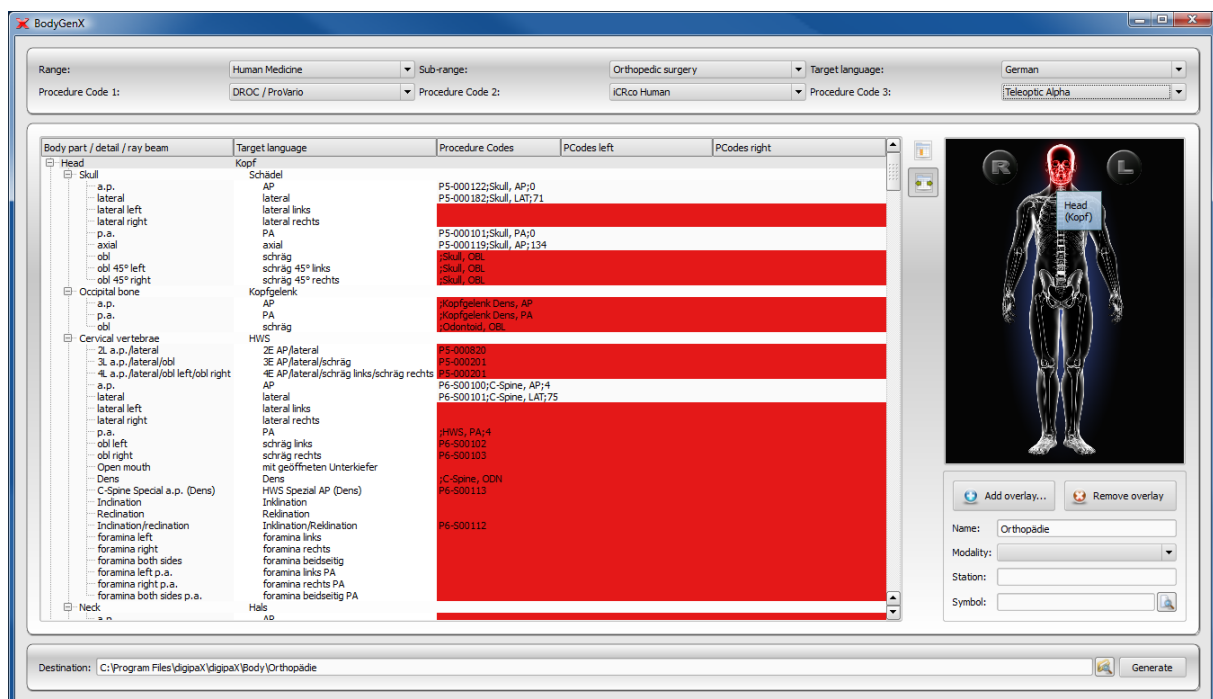 BodyGenX
Range: Human Medicine Sub-range: Orthopedic surgery Target language: German
Procedure Code 1: DROC / ProVario Procedure Code 2: iCRco Human Procedure Code 3: Teleoptic Alpha
Body part / detail / ray beam Target language Procedure Codes PCodes left PCodes right
Head Kopf
Skull Schädel
a.p. AP P5-000122;Skull, AP;0
lateral lateral P5-000182;Skull, LAT;71
lateral left lateral links
lateral right lateral rechts
p.a. PA P5-000101;Skull, PA;0
axial axial P5-000119;Skull, AP;134
obl schräg ;Skull, OBL
obl 45° left schräg 45° links ;Skull, OBL
obl 45° right schräg 45° rechts ;Skull, OBL
Occipital bone Kopfgelenk
a.p. AP ;Kopfgelenk Dens, AP
p.a. PA ;Kopfgelenk Dens, PA
obl schräg ;Odontoid, OBL
Cervical vertebrae HWS
2L a.p./lateral 2E AP/lateral P5-000820
3L a.p./lateral/obl 3E AP/lateral/schräg P5-000201
4L a.p./lateral/obl left/obl right 4E AP/lateral/schräg links/schräg rechts P5-000201
a.p. AP P6-S00100;C-Spine, AP;4
lateral lateral P6-S00101;C-Spine, LAT;75
lateral left lateral links
lateral right lateral rechts
p.a. PA ;HWS, PA;4
obl left schräg links P6-S00102
obl right schräg rechts P6-S00103
Open mouth mit geöffneten Unterkiefer
Dens Dens ;C-Spine, ODN
C-Spine Special a.p. (Dens) HWS Spezial AP (Dens) P6-S00113
Inclination Inklination
Reclination Reklination
Inclination/reclination Inklination/Reklination P6-S00112
foramina left foramina links
foramina right foramina rechts
foramina both sides foramina beidseitig
foramina left p.a. foramina links PA
foramina right p.a. foramina rechts PA
foramina both sides p.a. foramina beidseitig PA
Neck Hals
a.p. AP
R L
Head
(Kopf)
Add overlay... Remove overlay
Name: Orthopädie
Modality:
Station:
Symbol:
Destination: C:\Program Files\digipaX\digipaX\Body\Orthopädie Generate